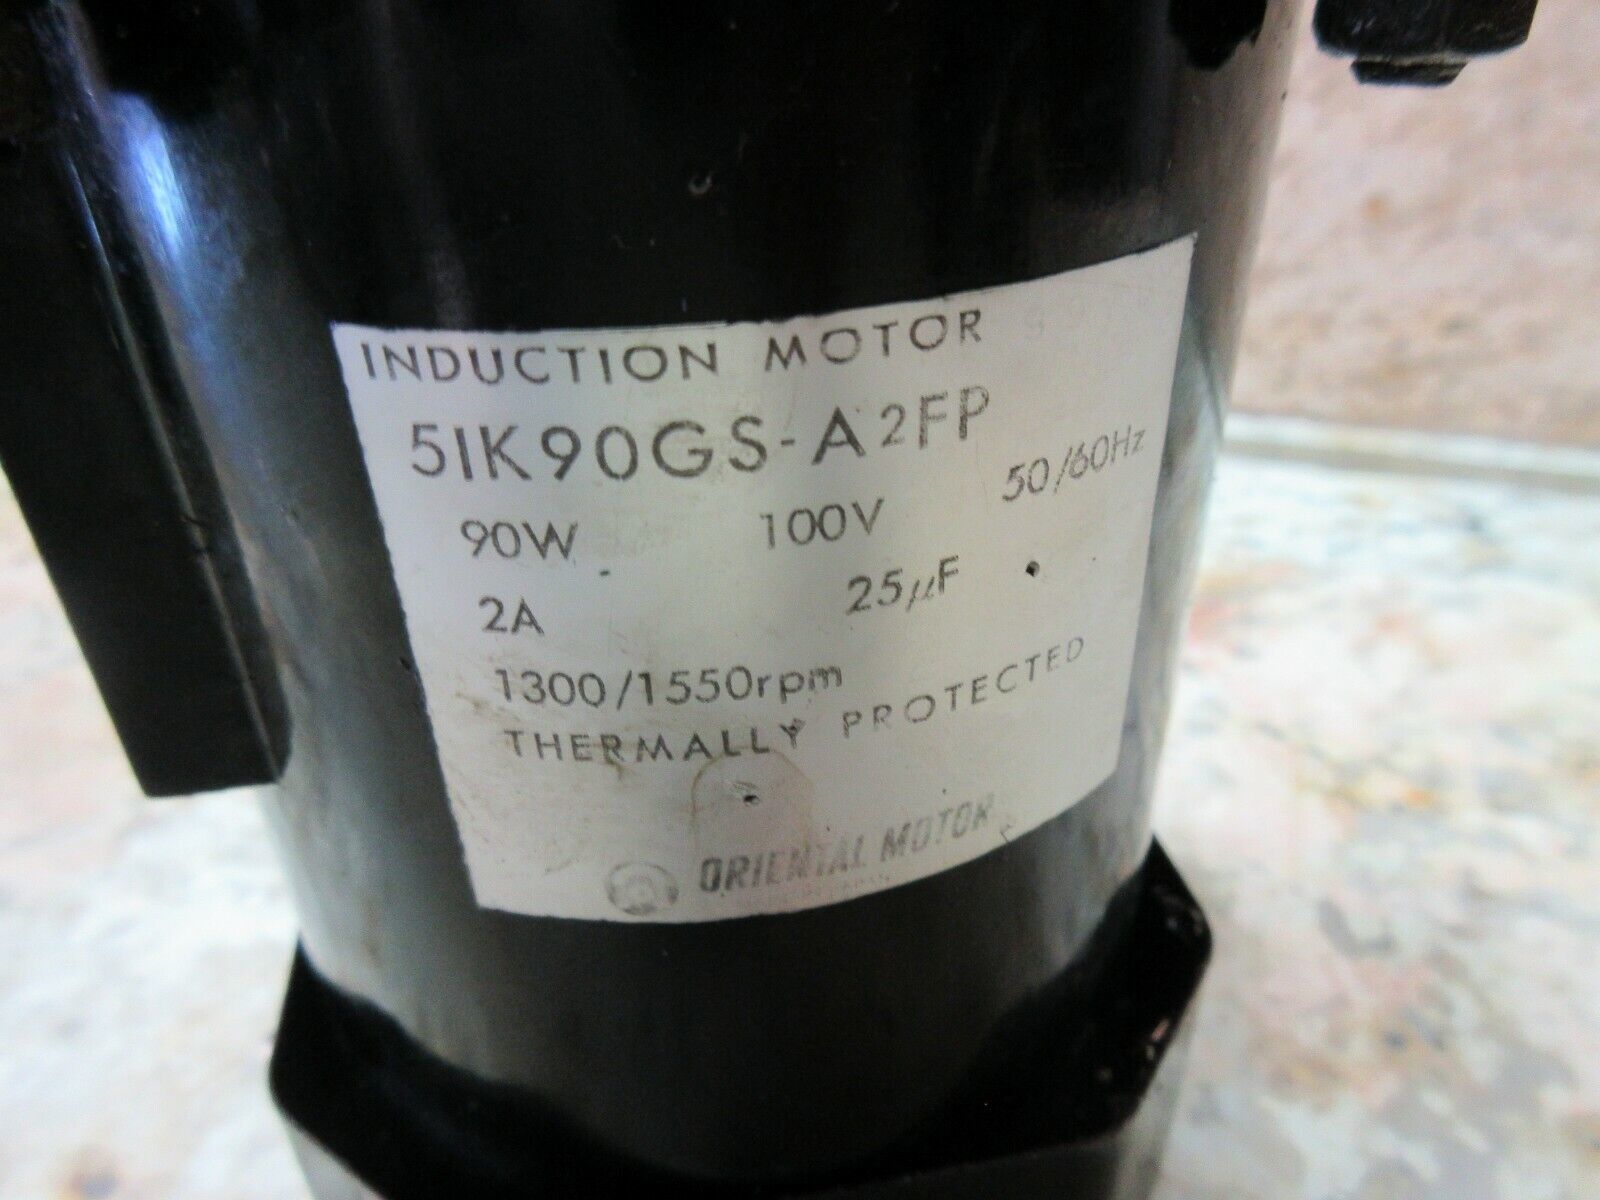 INDUCTION MOTOR
5IK90GS-A2FP
90W 100V 50/60Hz
2A 25μF
1300/1550rpm
THERMALLY PROTECTED
ORIENTAL MOTOR